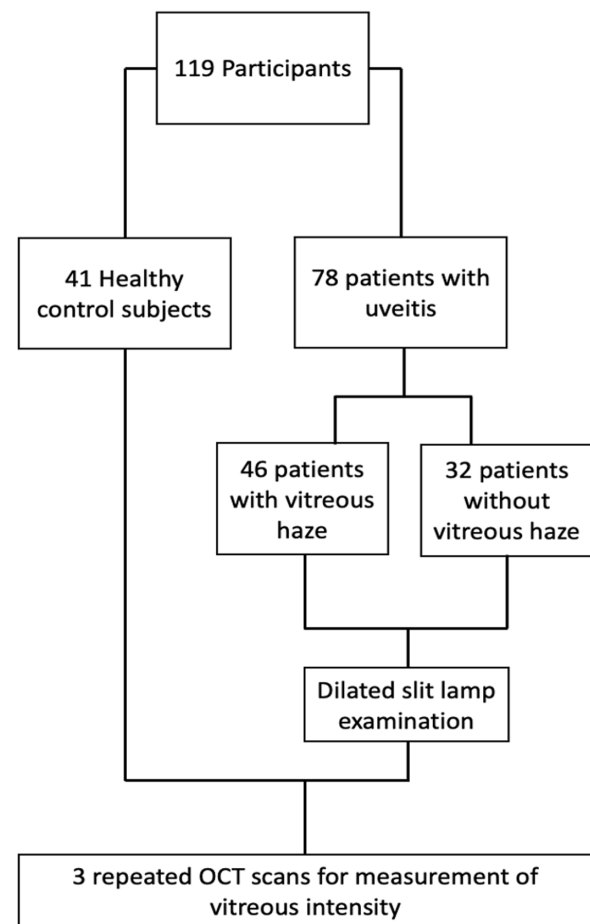 119 Participants
41 Healthy
control subjects
78 patients with
uveitis
46 patients
with vitreous
haze
32 patients
without
vitreous haze
Dilated slit lamp
examination
3 repeated OCT scans for measurement of
vitreous intensity